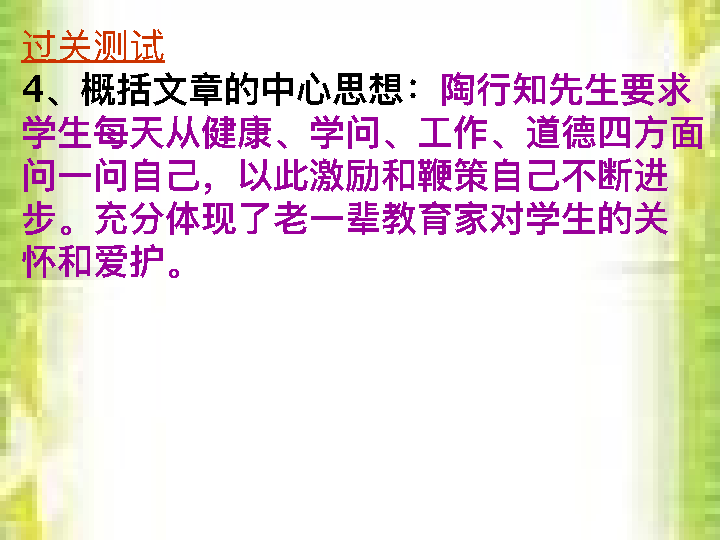 过关测试
4、概括文章的中心思想：陶行知先生要求
学生每天从健康、学问、工作、道德四方面
问一问自己，以此激励和鞭策自己不断进
步。充分体现了老一辈教育家对学生的关
怀和爱护。